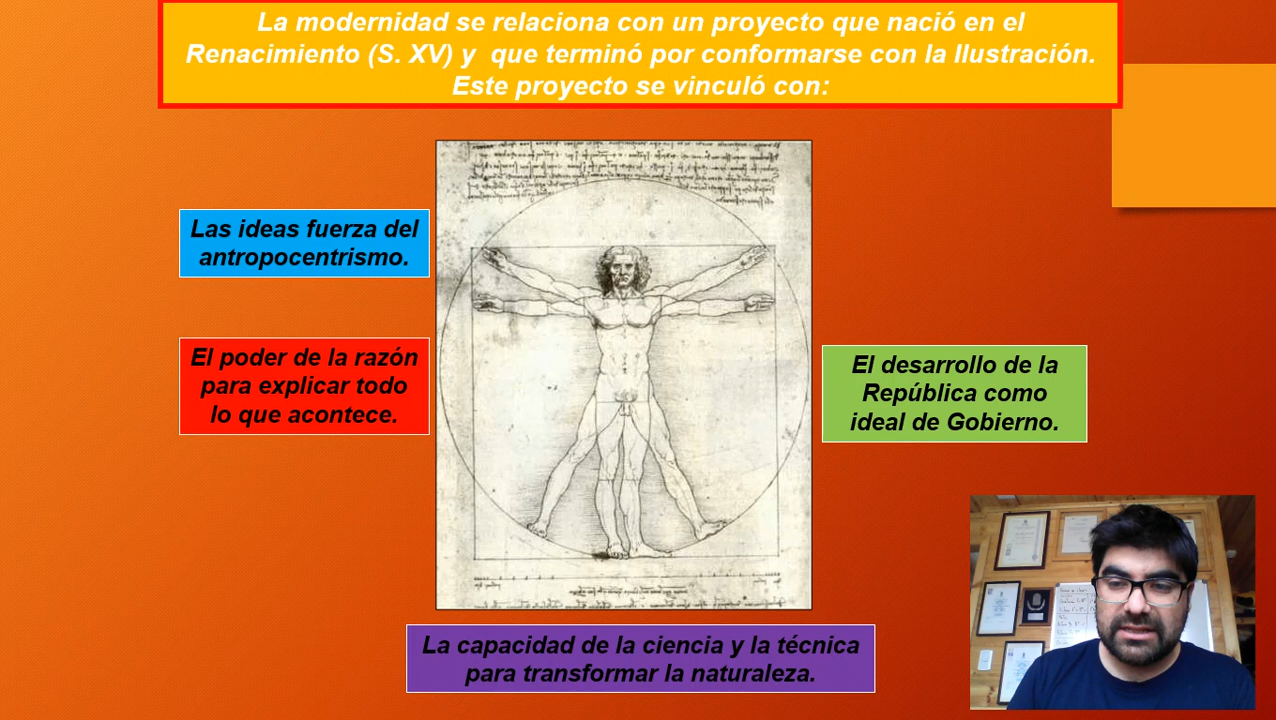 La modernidad se relaciona con un proyecto que nació en el
Renacimiento (S. XV) y que terminó por conformarse con la Ilustración.
Este proyecto se vinculó con:
Las ideas fuerza del
antropocentrismo.
El poder de la razón
para explicar todo
lo que acontece.
El desarrollo de la
República como
ideal de Gobierno.
La capacidad de la ciencia y la técnica
para transformar la naturaleza.